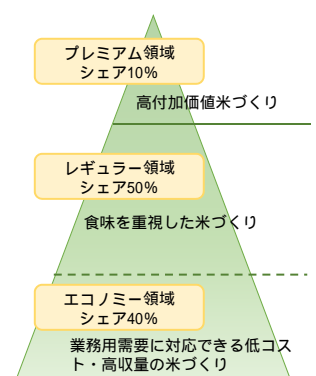 プレミアム領域
シェア10％
高付加価値米づくり
レギュラー領域
シェア50％
食味を重視した米づくり
エコノミー領域
シェア40％
業務用需要に対応できる低コス
ト・高収量の米づくり